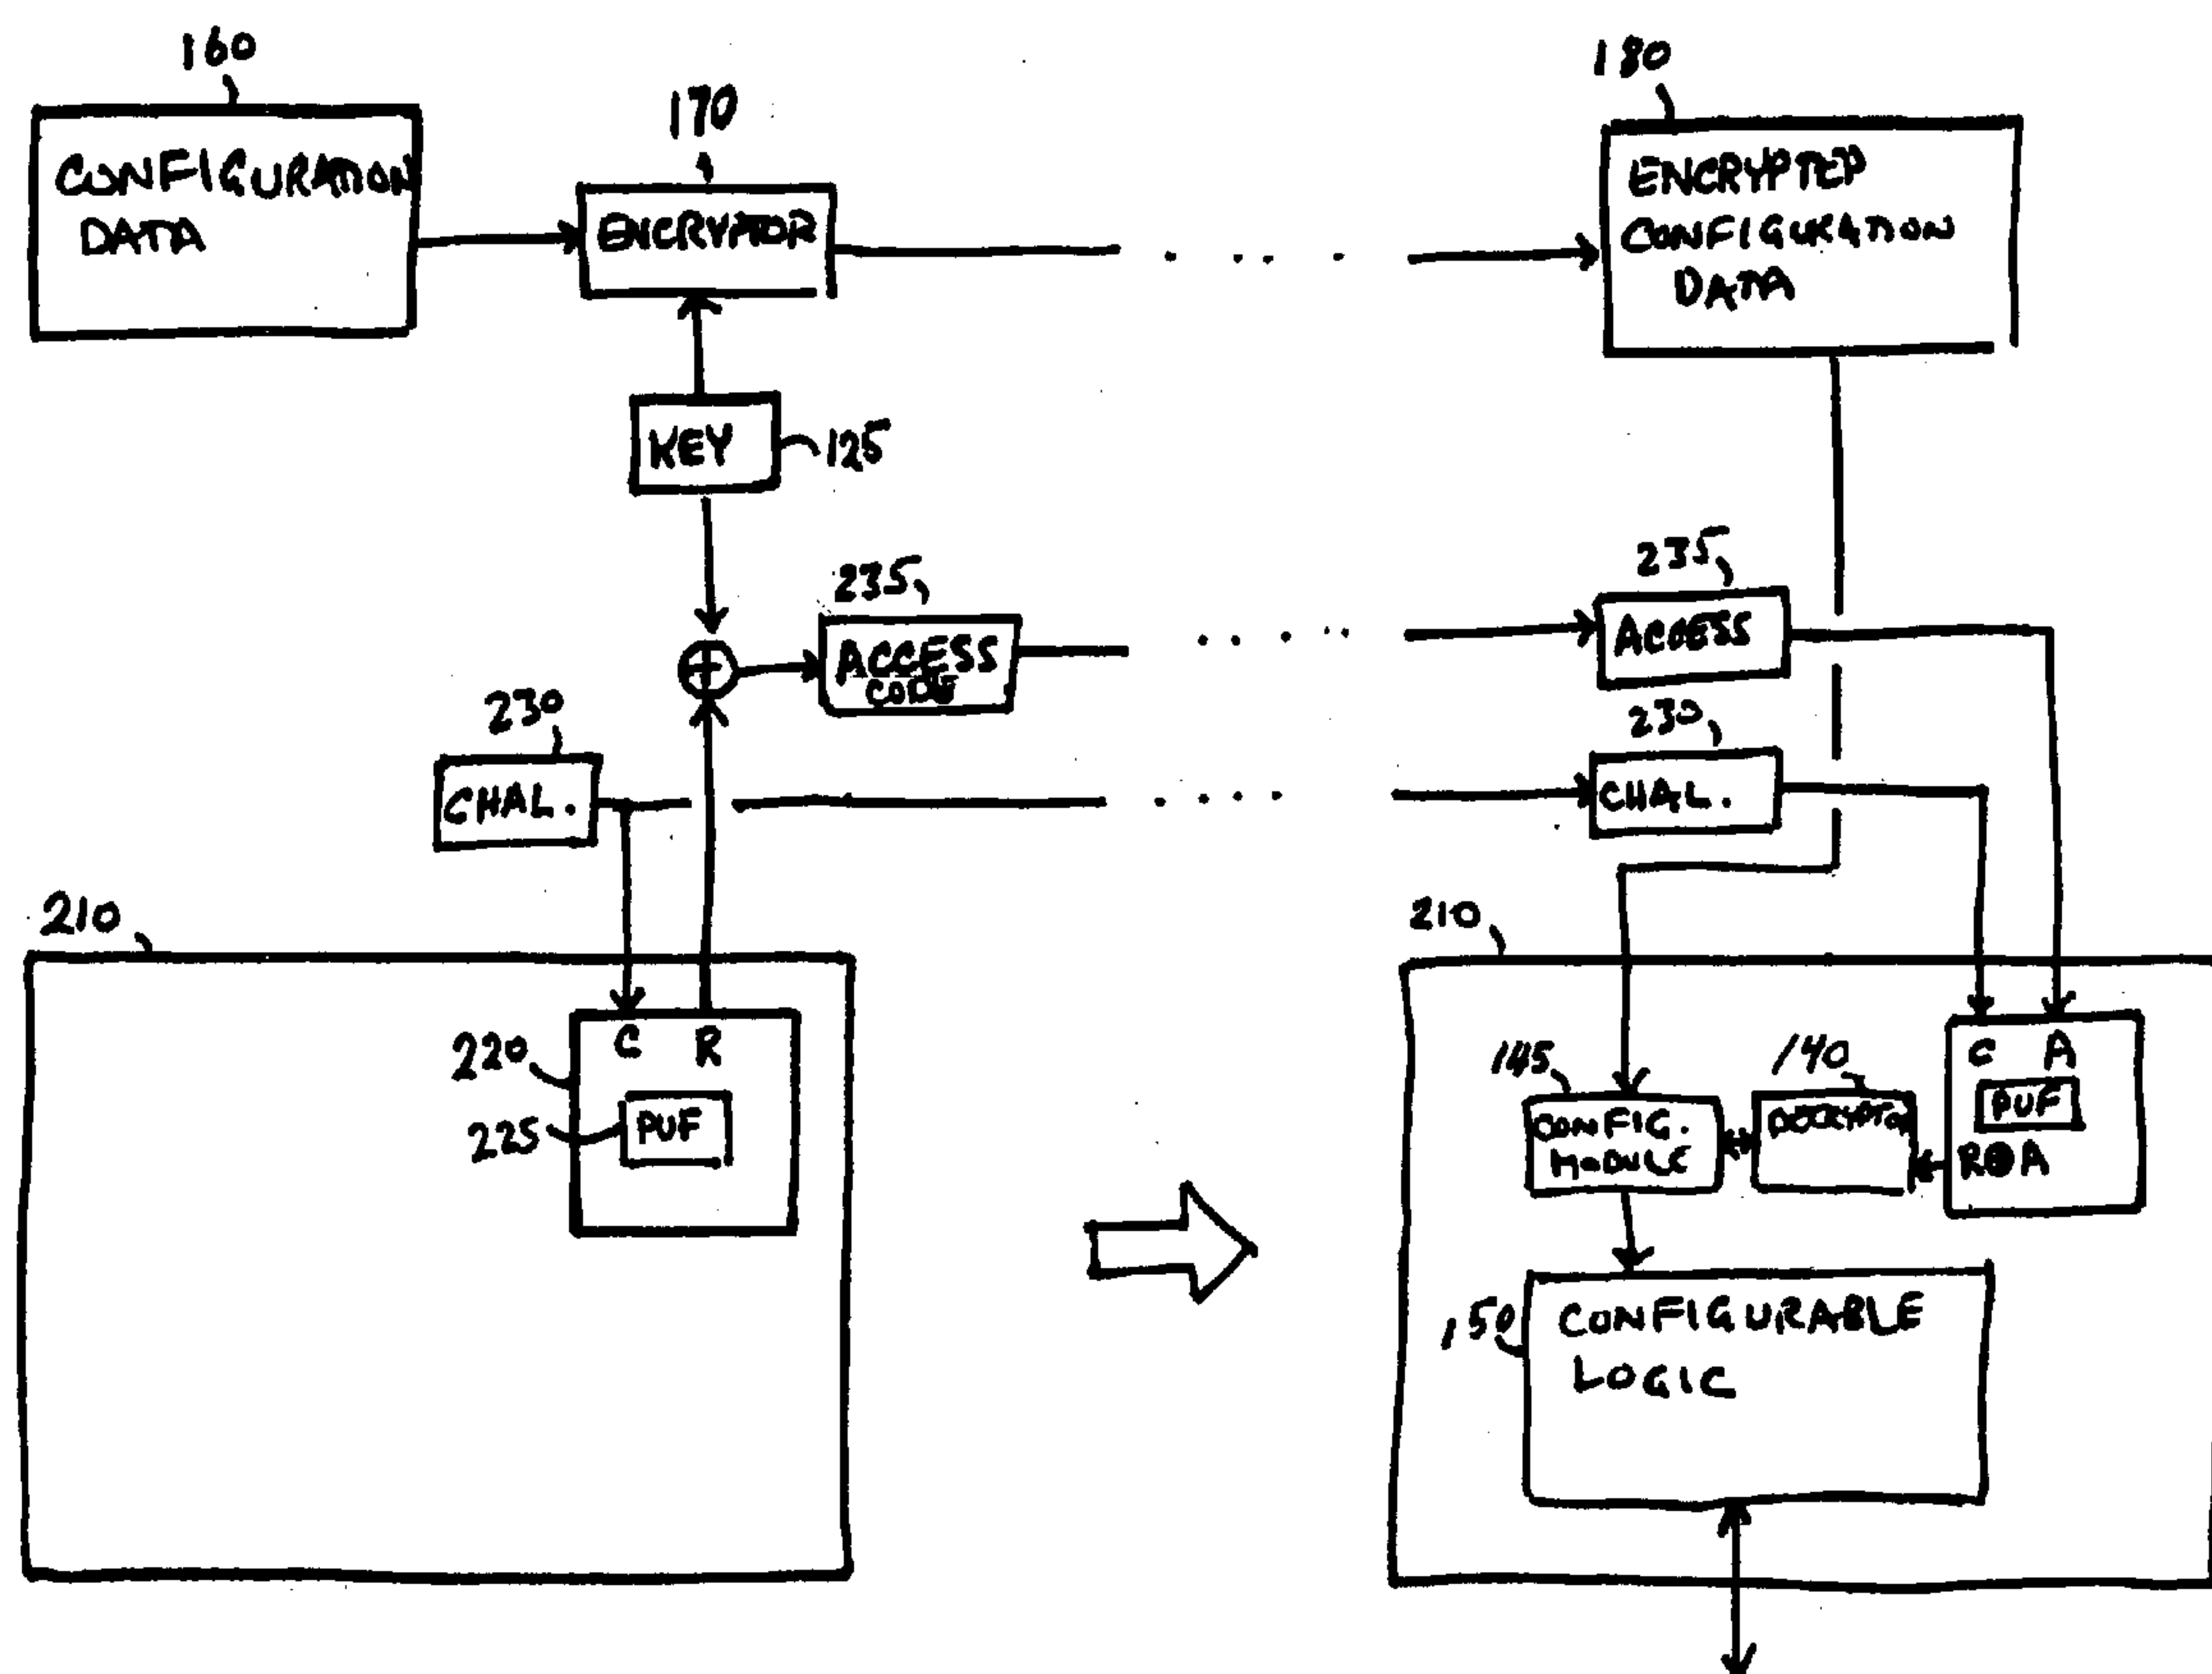 160
CONFIGURATION
DATA
170
ENCRYPTOR
180
ENCRYPTED
CONFIGURATION
DATA
KEY
125
235
ACCESS
CODE
235
ACCESS
230
CHAL.
230
CHAL.
210
220
C R
225
PUF
210
145
CONFIG.
MODULE
140
DECRYPTOR
C A
PUF
R⊕A
150
CONFIGURABLE
LOGIC